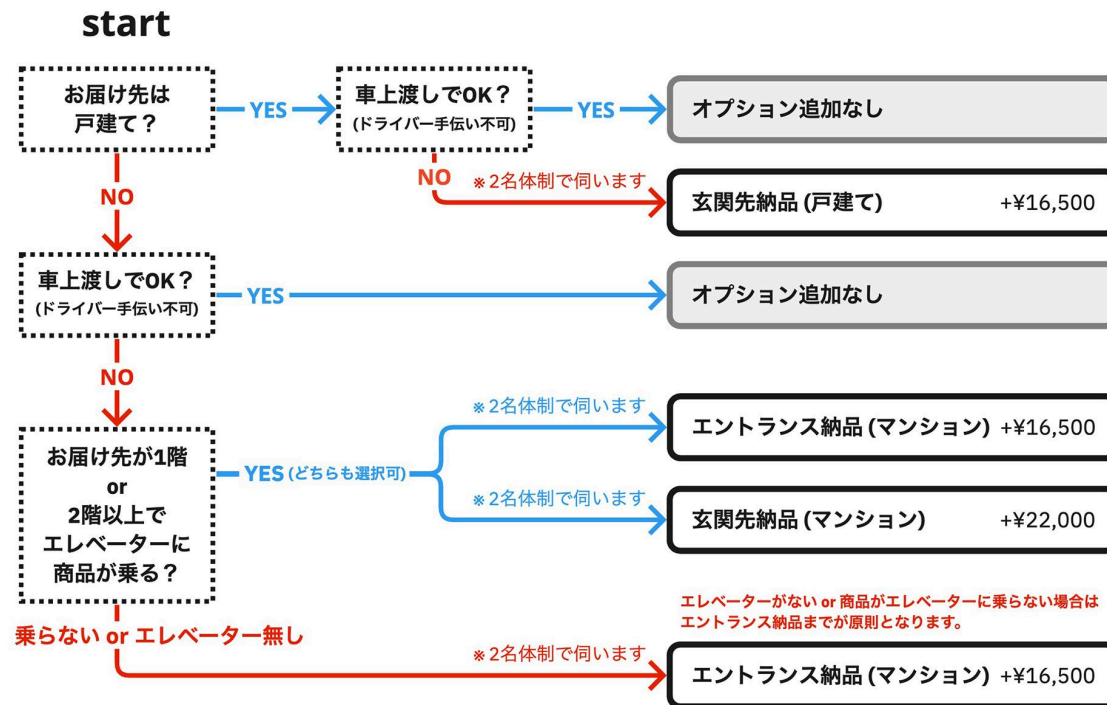 start
お届け先は
戸建て？
YES
車上渡しでOK？
(ドライバー手伝い不可)
YES
オプション追加なし
NO
※2名体制で伺います
玄関先納品 (戸建て) +¥16,500
NO
車上渡しでOK？
(ドライバー手伝い不可)
YES
オプション追加なし
NO
お届け先が1階
or
2階以上で
エレベーターに
商品が乗る？
YES (どちらも選択可)
※2名体制で伺います
エントランス納品 (マンション) +¥16,500
※2名体制で伺います
玄関先納品 (マンション) +¥22,000
乗らない or エレベーター無し
エレベーターがない or 商品がエレベーターに乗らない場合は
エントランス納品までが原則となります。
※2名体制で伺います
エントランス納品 (マンション) +¥16,500